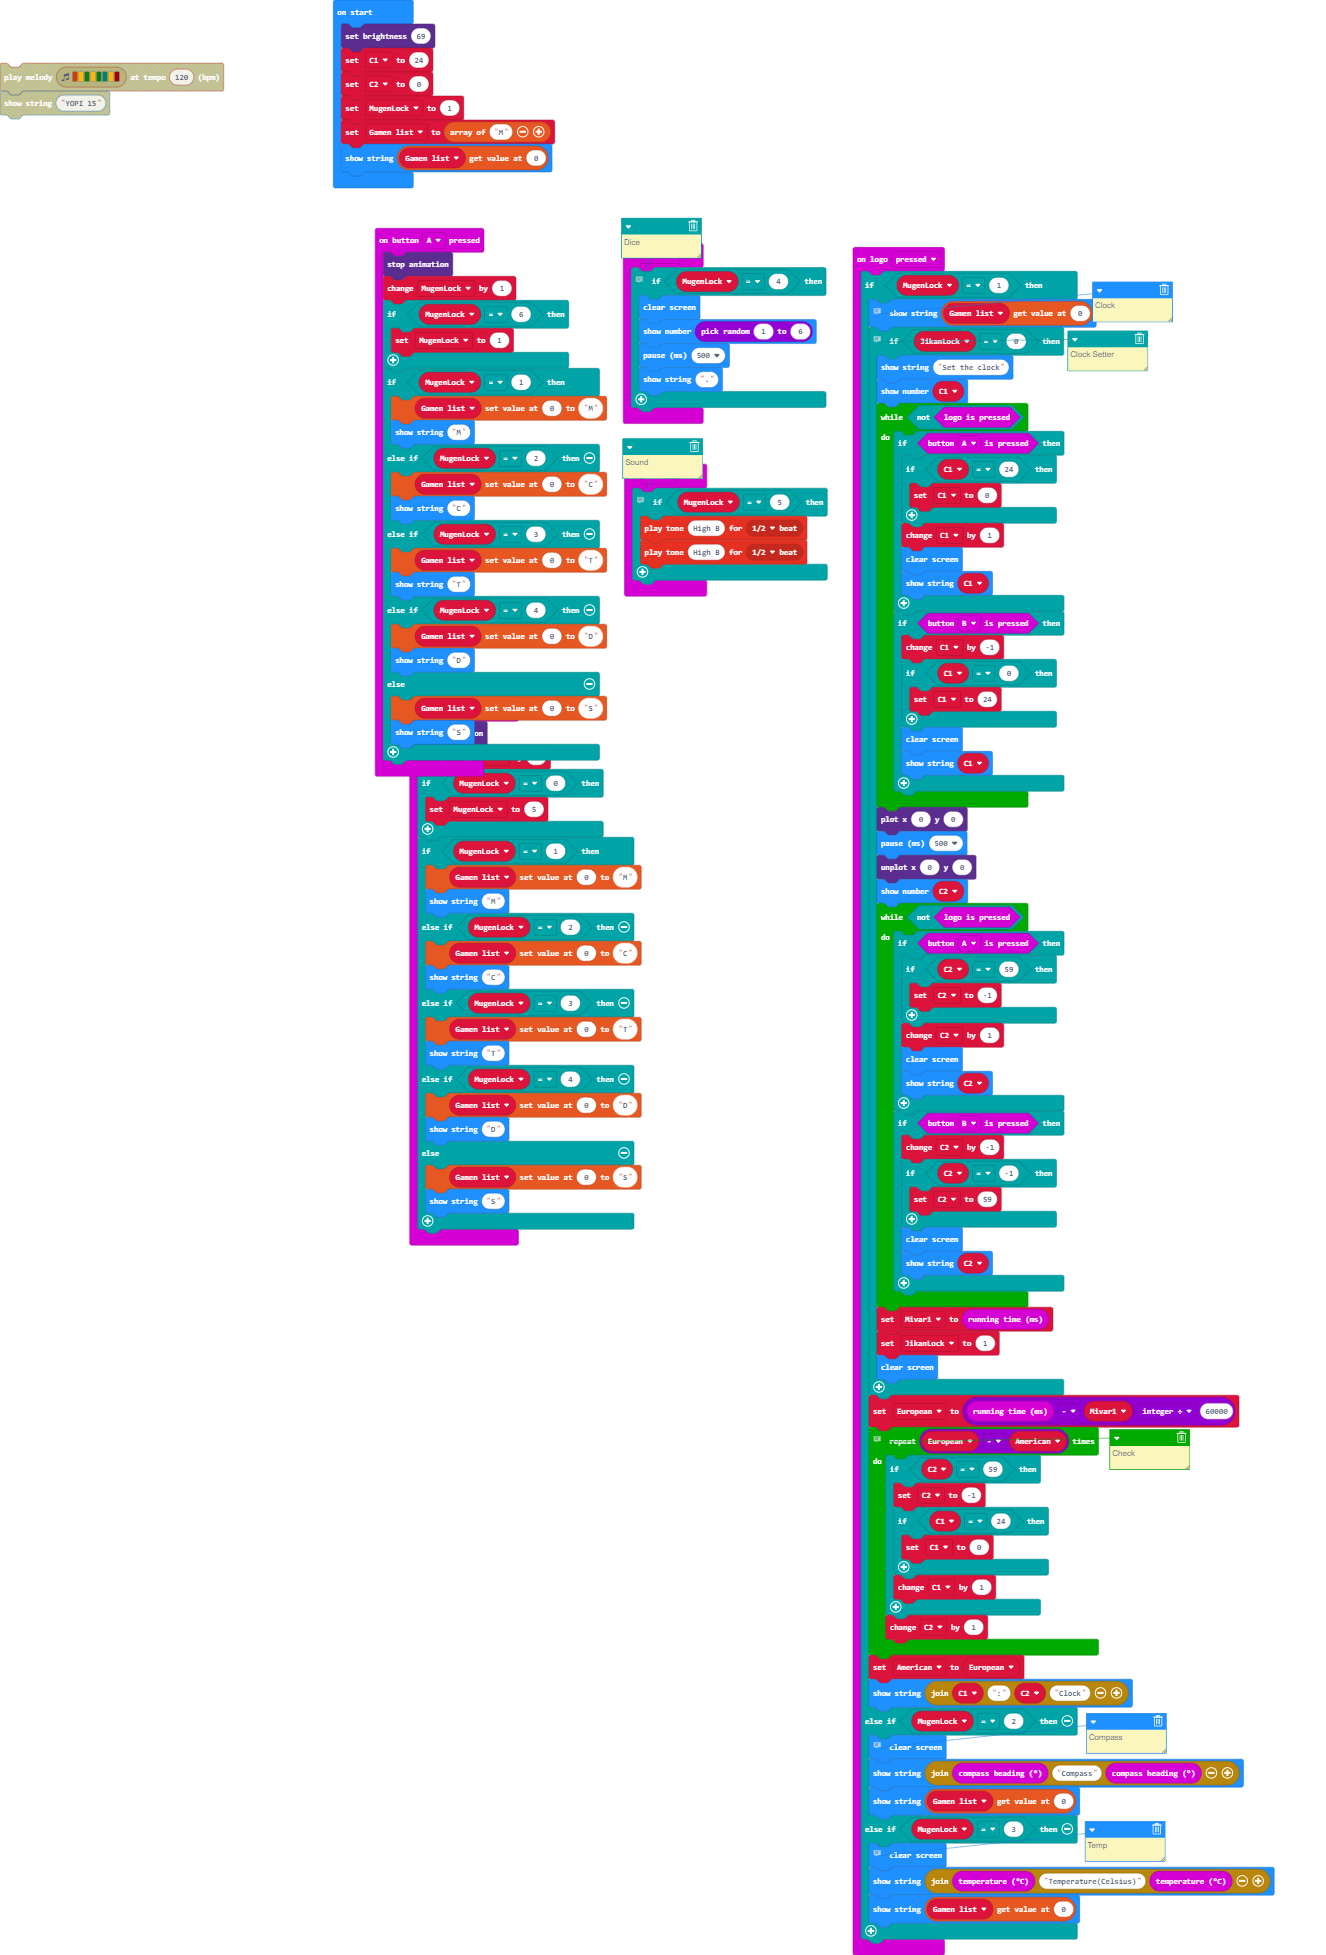 play melody at tempo 120 (bpm)
show string "YOPI 15"
on start
set brightness 69
set C1 to 24
set C2 to 0
set MugenLock to 1
set Gamen list to array of "M"
show string Gamen list get value at 0
on button A pressed
stop animation
change MugenLock by 1
if MugenLock = 6 then
set MugenLock to 1
if MugenLock = 1 then
Gamen list set value at 0 to "M"
show string "M"
else if MugenLock = 2 then
Gamen list set value at 0 to "C"
show string "C"
else if MugenLock = 3 then
Gamen list set value at 0 to "T"
show string "T"
else if MugenLock = 4 then
Gamen list set value at 0 to "D"
show string "D"
else
Gamen list set value at 0 to "S"
show string "S"
on
if MugenLock = 0 then
set MugenLock to 5
if MugenLock = 1 then
Gamen list set value at 0 to "M"
show string "M"
else if MugenLock = 2 then
Gamen list set value at 0 to "C"
show string "C"
else if MugenLock = 3 then
Gamen list set value at 0 to "T"
show string "T"
else if MugenLock = 4 then
Gamen list set value at 0 to "D"
show string "D"
else
Gamen list set value at 0 to "S"
show string "S"
Dice
if MugenLock = 4 then
clear screen
show number pick random 1 to 6
pause (ms) 500
show string "."
Sound
if MugenLock = 5 then
play tone High B for 1/2 beat
play tone High B for 1/2 beat
on logo pressed
if MugenLock = 1 then
show string Gamen list get value at 0
Clock
if JikanLock = 0 then
Clock Setter
show string "Set the clock"
show number C1
while not logo is pressed
do if button A is pressed then
if C1 = 24 then
set C1 to 0
change C1 by 1
clear screen
show string C1
if button B is pressed then
change C1 by -1
if C1 = 0 then
set C1 to 24
clear screen
show string C1
plot x 0 y 0
pause (ms) 500
unplot x 0 y 0
show number C2
while not logo is pressed
do if button A is pressed then
if C2 = 59 then
set C2 to -1
change C2 by 1
clear screen
show string C2
if button B is pressed then
change C2 by -1
if C2 = -1 then
set C2 to 59
clear screen
show string C2
set Mivar1 to running time (ms)
set JikanLock to 1
clear screen
set European to running time (ms) - Mivar1 integer ÷ 60000
repeat European - American times
Check
do if C2 = 59 then
set C2 to -1
if C1 = 24 then
set C1 to 0
change C1 by 1
change C2 by 1
set American to European
show string join C1 ":" C2 "Clock"
else if MugenLock = 2 then
Compass
clear screen
show string join compass heading (°) "Compass" compass heading (°)
show string Gamen list get value at 0
else if MugenLock = 3 then
Temp
clear screen
show string join temperature (°C) "Temperature(Celsius)" temperature (°C)
show string Gamen list get value at 0